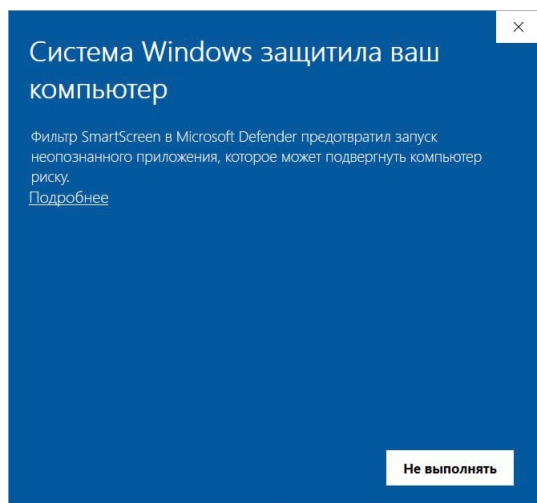 Система Windows защитила ваш
компьютер
Фильтр SmartScreen в Microsoft Defender предотвратил запуск
неопознанного приложения, которое может подвергнуть компьютер
риску.
Подробнее
Не выполнять